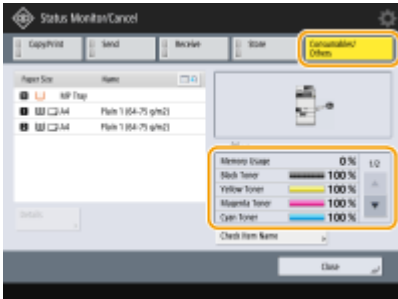 Status Monitor/Cancel
Copy/Print
Send
Receive
Store
Consumables/
Others
Paper Size
Name
MP Tray
A4 Plain 1 (64-75 g/m2)
A4 Plain 1 (64-75 g/m2)
Memory Usage 0 % 1/2
Black Toner 100 %
Yellow Toner 100 %
Magenta Toner 100 %
Cyan Toner 100 %
Details
Check Item Name
Close